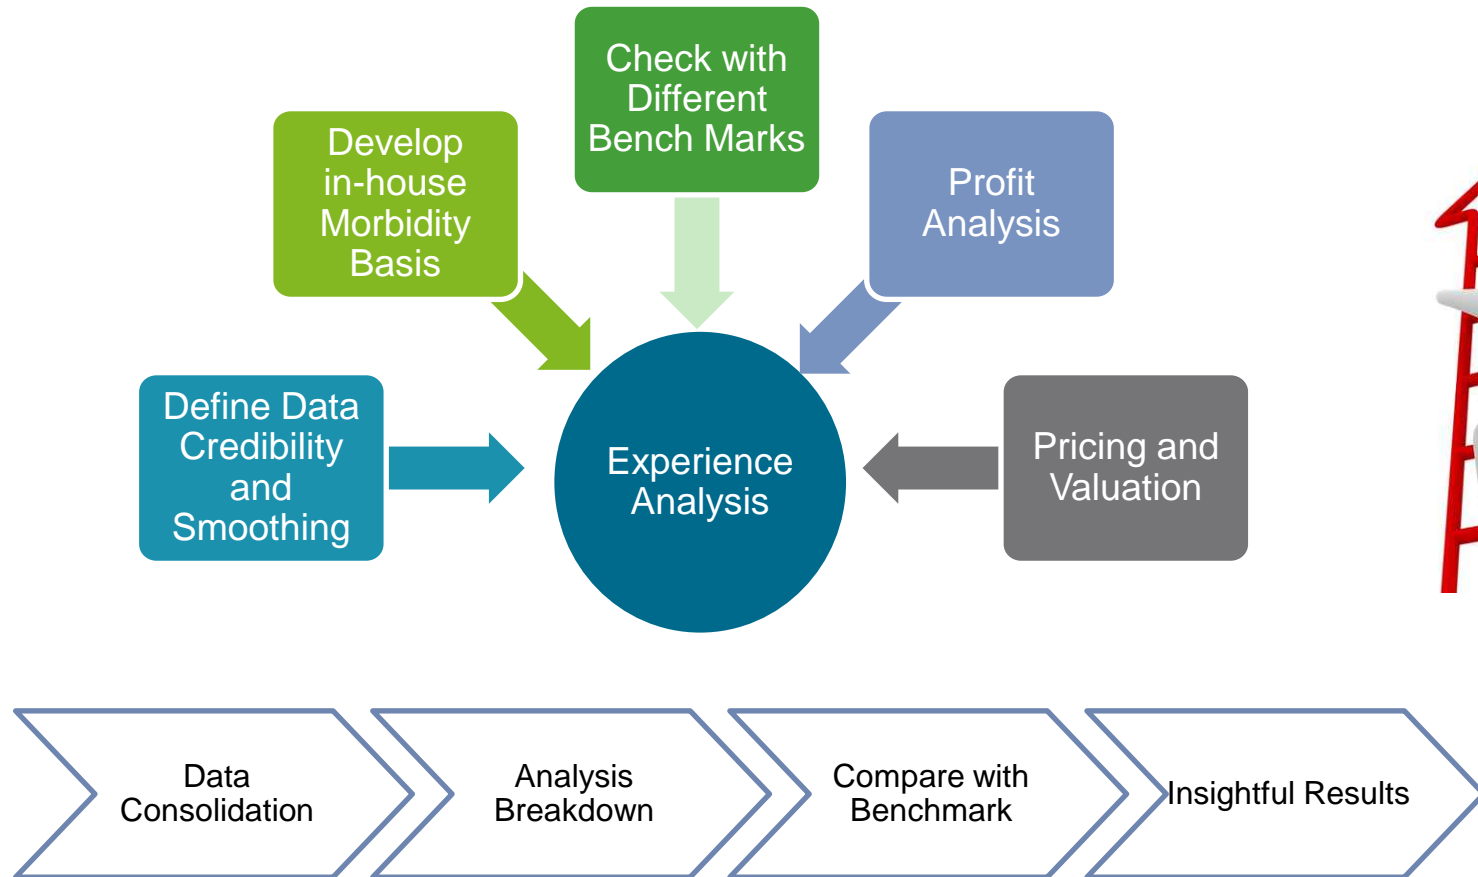 Check with
Different
Bench Marks
Develop
in-house
Morbidity
Basis
Profit
Analysis
Define Data
Credibility
and
Smoothing
Experience
Analysis
Pricing and
Valuation
Data
Consolidation
Analysis
Breakdown
Compare with
Benchmark
Insightful Results